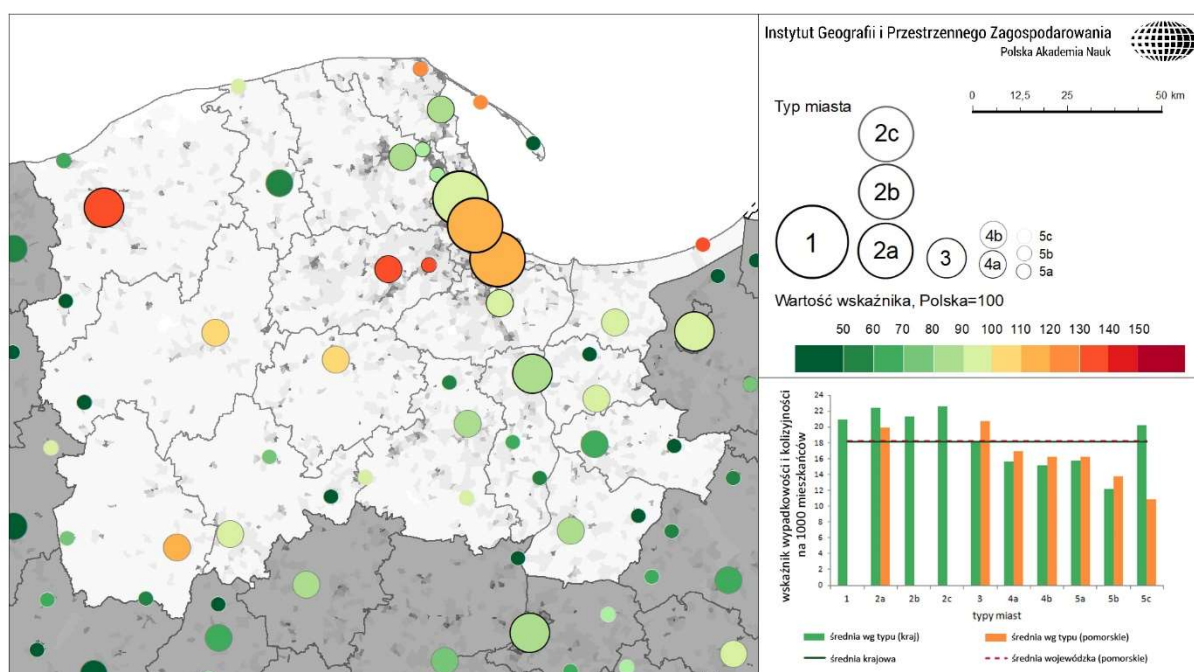 Instytut Geografii i Przestrzennego Zagospodarowania
Polska Akademia Nauk
0 12,5 25 50 km
Typ miasta
2c
2b
1
2a
3
4b
4a
5c
5b
5a
Wartość wskaźnika, Polska=100
50 60 70 80 90 100 110 120 130 140 150
wskaźnik wypadkowości i kolizyjności
na 1000 mieszkańców
24
22
20
18
16
14
12
10
8
6
4
2
0
1 2a 2b 2c 3 4a 4b 5a 5b 5c
typy miast
średnia wg typu (kraj)
średnia wg typu (pomorskie)
średnia krajowa
średnia wojewódzka (pomorskie)